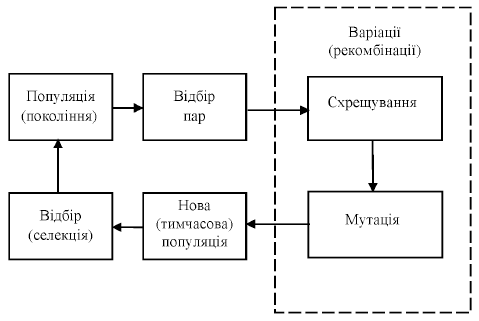 Варіації
(рекомбінації)
Популяція
(покоління)
Відбір
пар
Схрещування
Відбір
(селекція)
Нова
(тимчасова)
популяція
Мутація